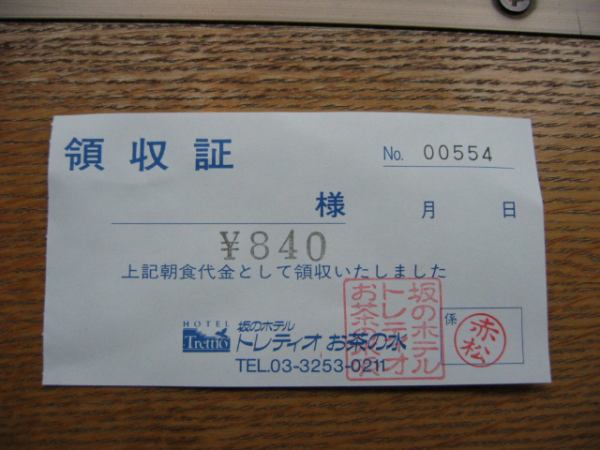 領収証
No. 00554
様
月 日
¥840
上記朝食代金として領収いたしました
HOTEL
Trettio
坂のホテル
トレティオ お茶の水
TEL.03-3253-0211
係
坂のホテル
トレティオ
お茶の水
赤松